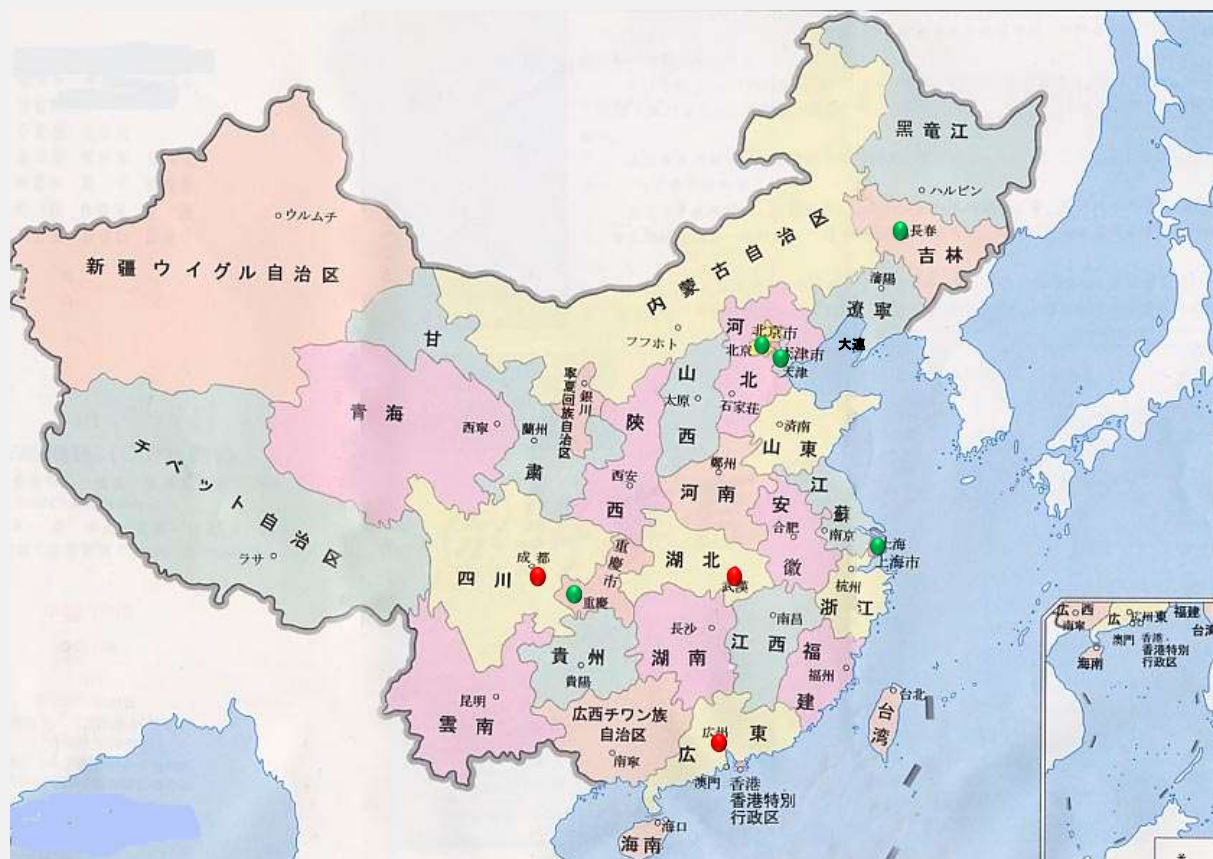 黑竜江
ハルビン
長春
吉林
瀋陽
遼寧
大連
ウルムチ
新疆ウイグル自治区
内蒙古自治区
フフホト
河北
北京市
北京
天津市
天津
石家荘
甘粛
蘭州
寧夏回族自治区
銀川
山西
太原
陝西
西安
青海
西寧
山東
済南
河南
鄭州
江蘇
南京
安徽
合肥
上海
上海市
チベット自治区
ラサ
四川
成都
重慶市
重慶
湖北
武漢
浙江
杭州
湖南
長沙
江西
南昌
福建
福州
貴州
貴陽
雲南
昆明
広西チワン族
自治区
南寧
広東
広州
澳門
香港
香港特別
行政区
海口
海南
台北
台湾
広西
南寧
広州東
福建
台湾
澳門
香港
香港特別
行政区
海南